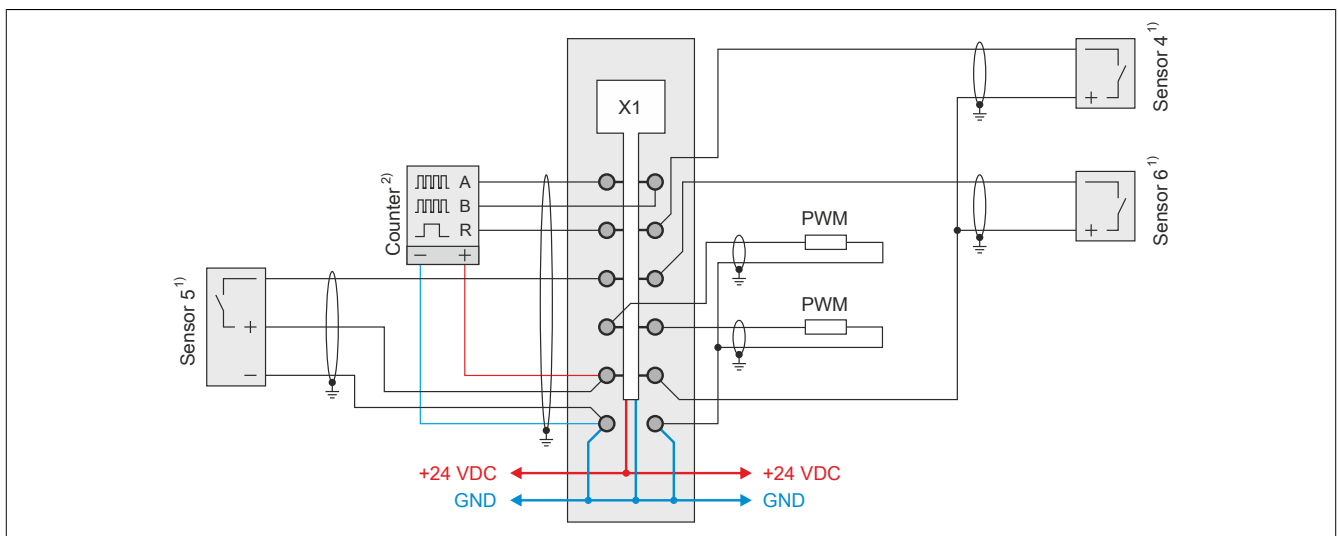 X1
Sensor 4 1)
+
Counter 2)
A
B
R
− +
Sensor 6 1)
+
PWM
Sensor 5 1)
+
−
PWM
+24 VDC
+24 VDC
GND
GND